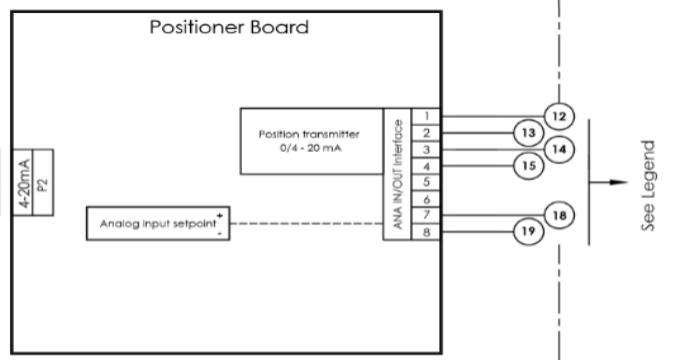 Positioner Board
Position transmitter
0/4 - 20 mA
ANA IN/OUT Interface
1
2
3
4
5
6
7
8
12
13
14
15
18
19
See Legend
4-20mA
P2
Analog input setpoint
+
-